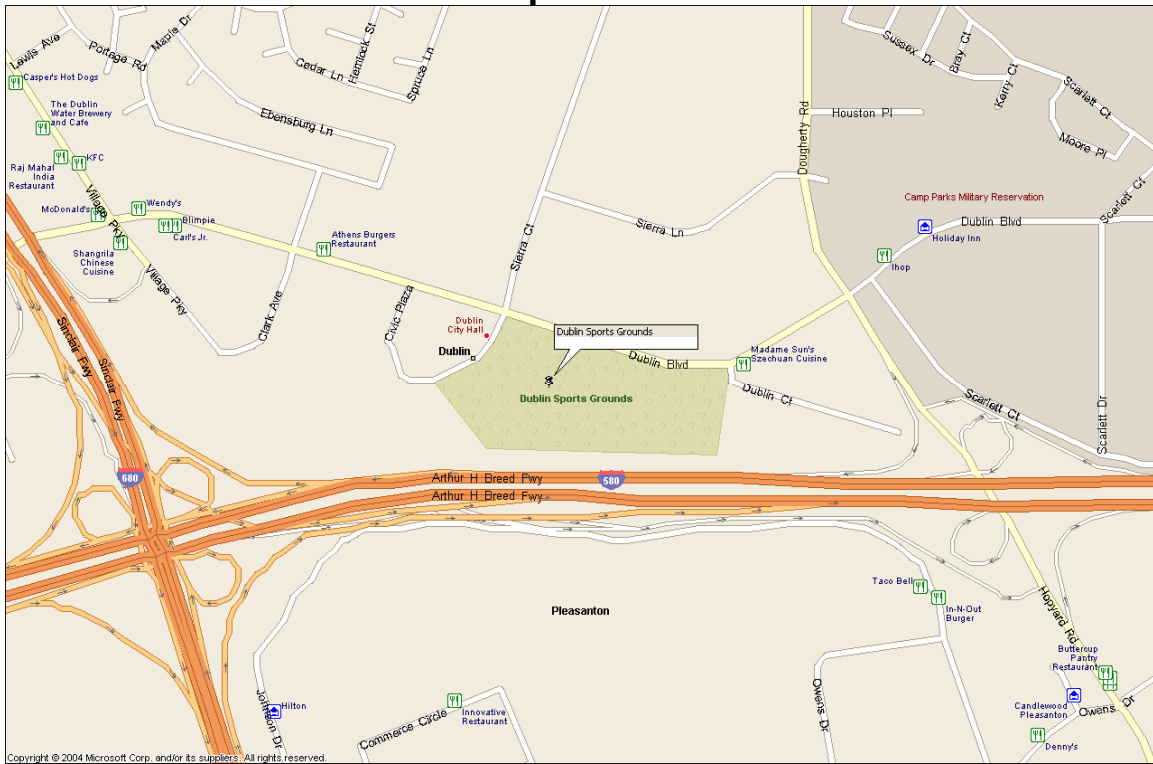 Lewis Ave
Portage Rd
Maple Dr
Cedar Ln
Hemlock St
Spruce Ln
Sussex Dr
Bray Ct
Kerry Ct
Scarlett Ct
Casper's Hot Dogs
The Dublin
Water Brewery
and Cafe
Ebensburg Ln
Dougherty Rd
Houston Pl
Moore Pl
KFC
Raj Mahal
India
Restaurant
Village Pky
Camp Parks Military Reservation
Scarlett Ct
McDonald's
Wendy's
Blimpie
Carl's Jr.
Sierra Ct
Sierra Ln
Dublin Blvd
Holiday Inn
Athens Burgers
Restaurant
Shangrila
Chinese
Cuisine
Village Pky
Ihop
Clark Ave
Civic Plaza
Dublin
City Hall
Dublin Sports Grounds
Sinclair Fwy
Sinclair Fwy
Dublin
Dublin Blvd
Madame Sun's
Szechuan Cuisine
Dublin Sports Grounds
Dublin Ct
Scarlett Ct
Scarlett Dr
680
Arthur H Breed Fwy
580
Arthur H Breed Fwy
Taco Bell
In-N-Out
Burger
Pleasanton
Hopyard Rd
Buttercup
Pantry
Restaurant
Johnson Dr
Hilton
Commerce Circle
Innovative
Restaurant
Owens Dr
Candlewood
Pleasanton
Owens Dr
Denny's
Copyright © 2004 Microsoft Corp. and/or its suppliers. All rights reserved.